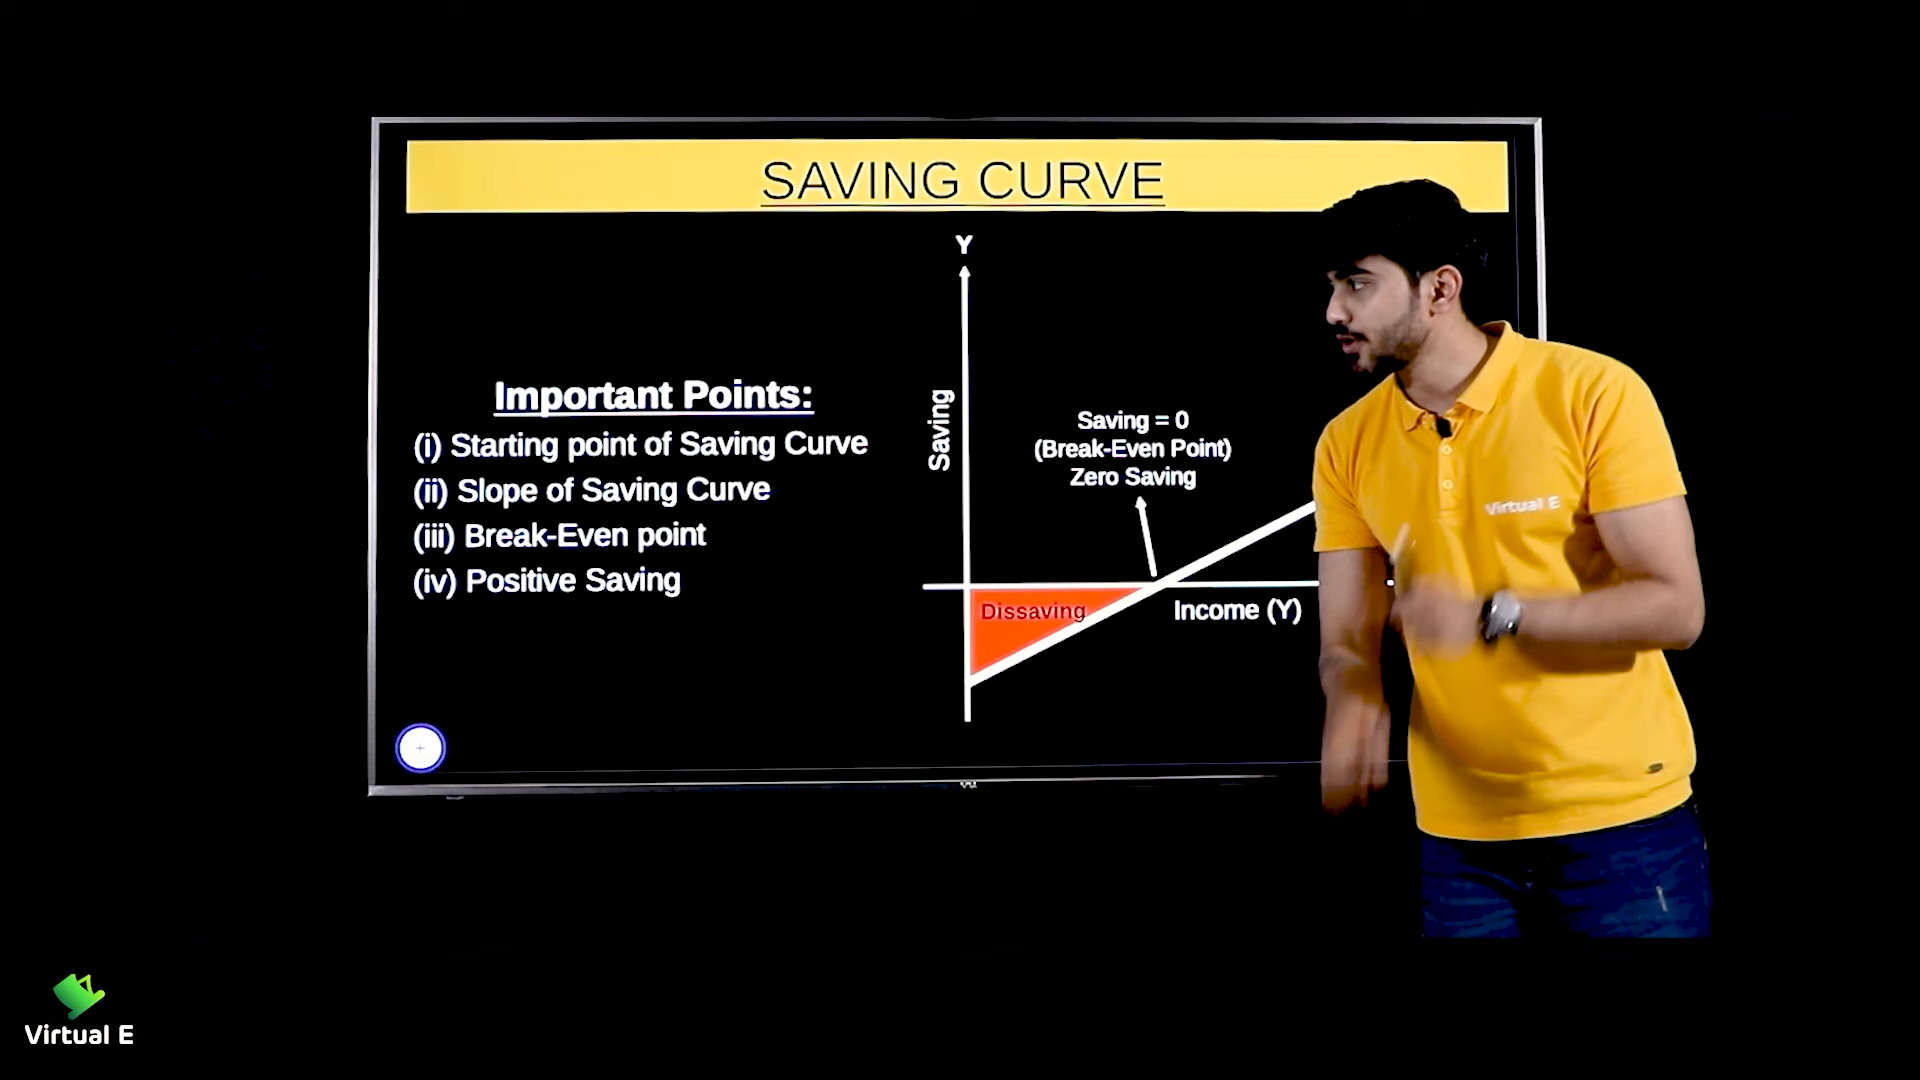 SAVING CURVE
Important Points:
(i) Starting point of Saving Curve
(ii) Slope of Saving Curve
(iii) Break-Even point
(iv) Positive Saving
Y
Saving
Saving = 0
(Break-Even Point)
Zero Saving
Dissaving
Income (Y)
Virtual E
Virtual E